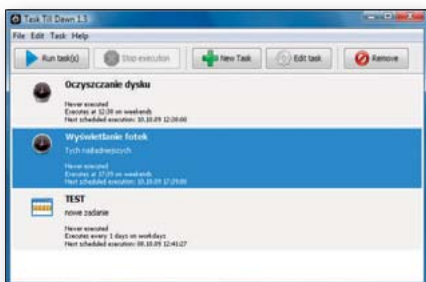 Task Till Dawn 1.3
File Edit Task Help
Run task(s) Stop execution New Task Edit task Remove
Oczyszczanie dysku
Never executed
Executes at 12:30 on weekends
Next scheduled execution: 10.10.09 12:30:00
Wyświetlanie fotek
Tych najładniejszych
Never executed
Executes at 17:29 on weekends
Next scheduled execution: 10.10.09 17:29:00
TEST
nowe zadanie
Never executed
Executes every 1 days on workdays
Next scheduled execution: 08.10.09 12:41:27